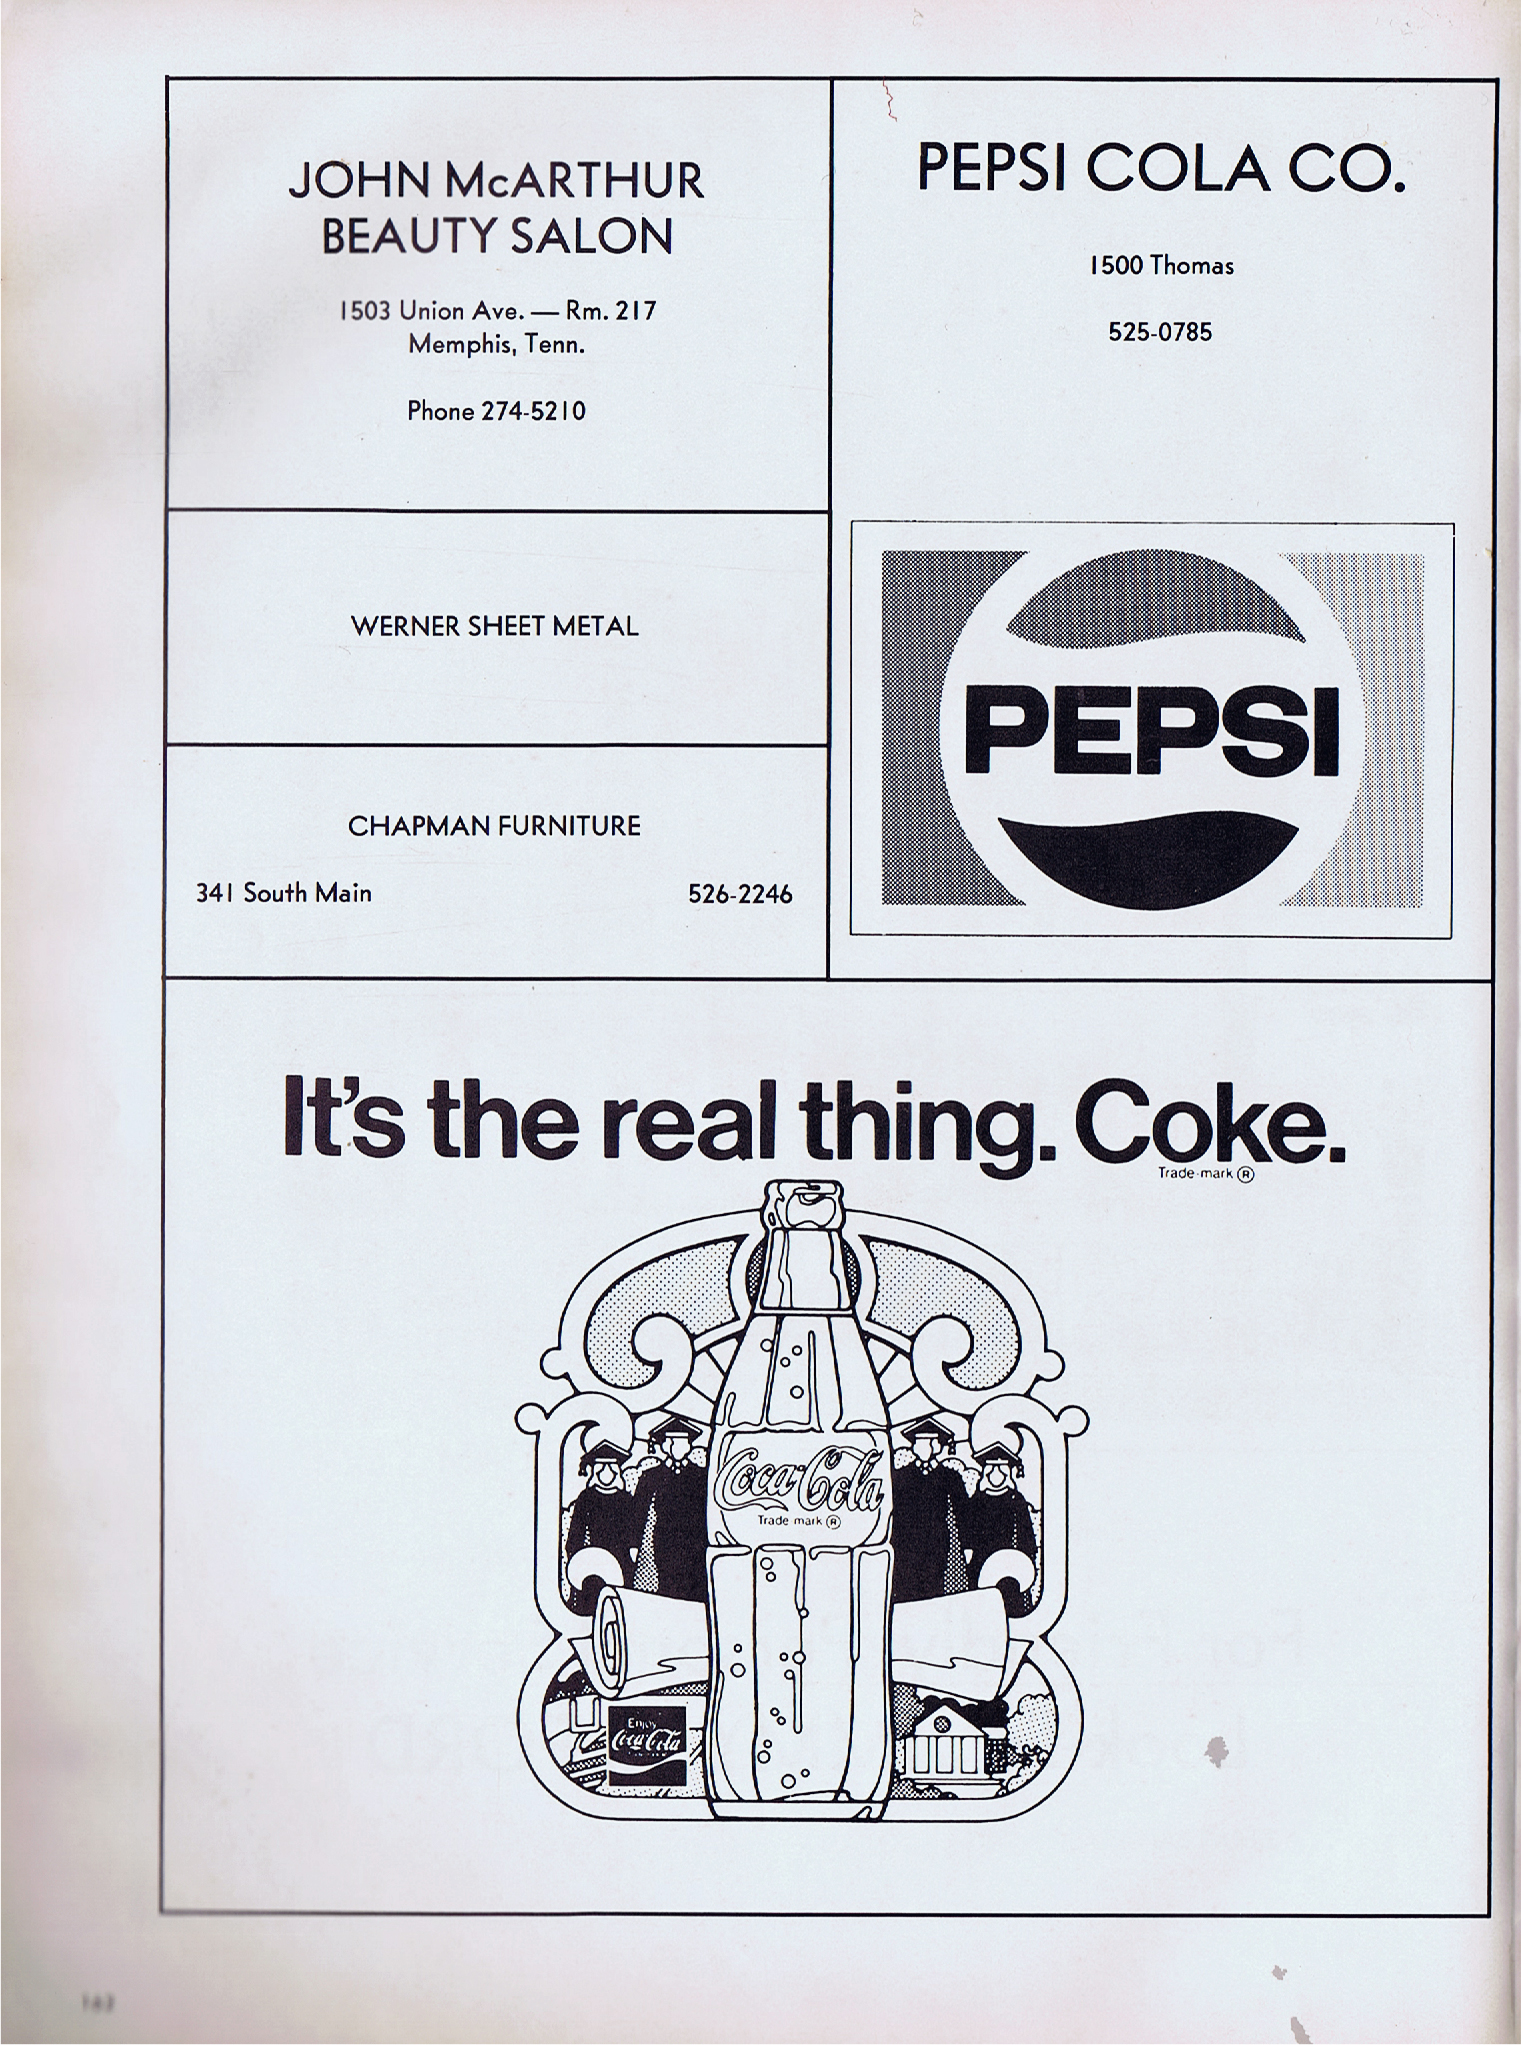 JOHN McARTHUR
BEAUTY SALON
1503 Union Ave. — Rm. 217
Memphis, Tenn.
Phone 274-5210
WERNER SHEET METAL
CHAPMAN FURNITURE
341 South Main 526-2246
PEPSI COLA CO.
1500 Thomas
525-0785
PEPSI
It's the real thing. Coke.
Trade-mark ®
Coca-Cola
Trade mark ®
Enjoy
Coca-Cola